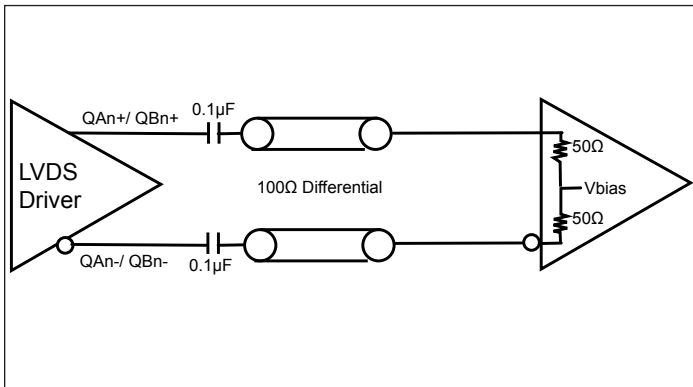 QAn+/ QBn+
0.1µF
50Ω
LVDS
Driver
100Ω Differential
Vbias
50Ω
QAn-/ QBn-
0.1µF